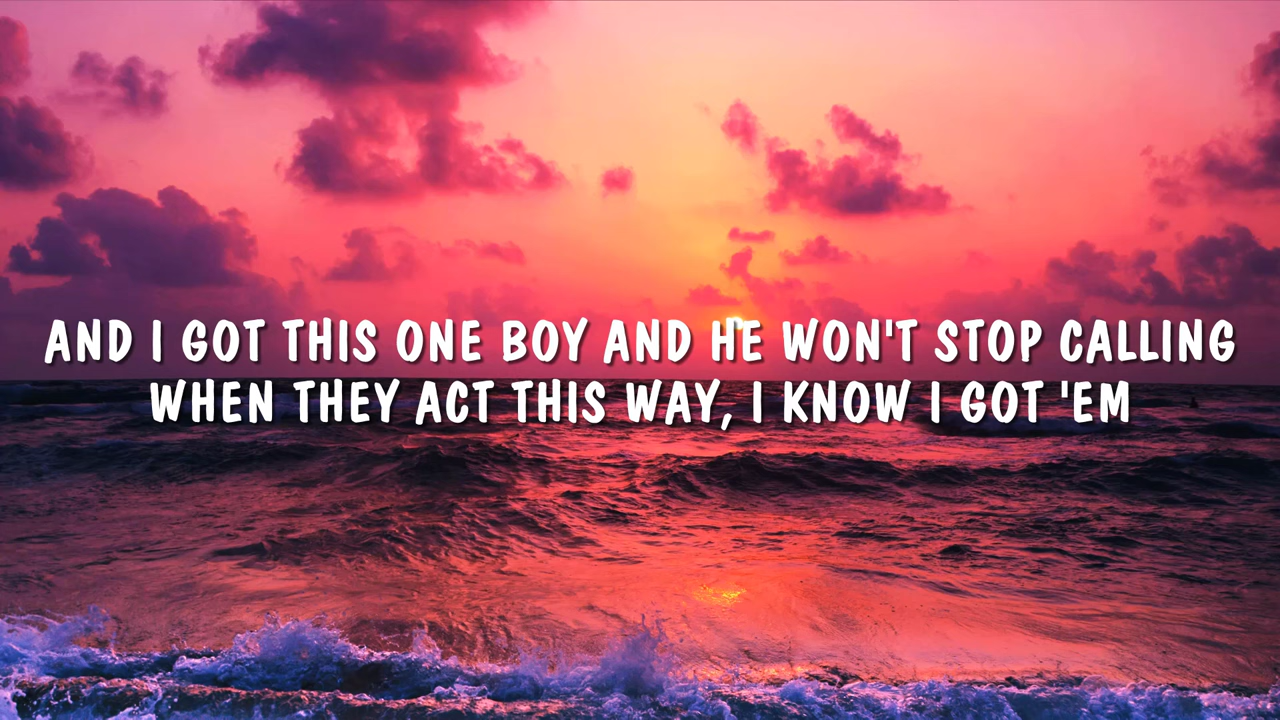 AND I GOT THIS ONE BOY AND HE WON'T STOP CALLING
WHEN THEY ACT THIS WAY, I KNOW I GOT 'EM